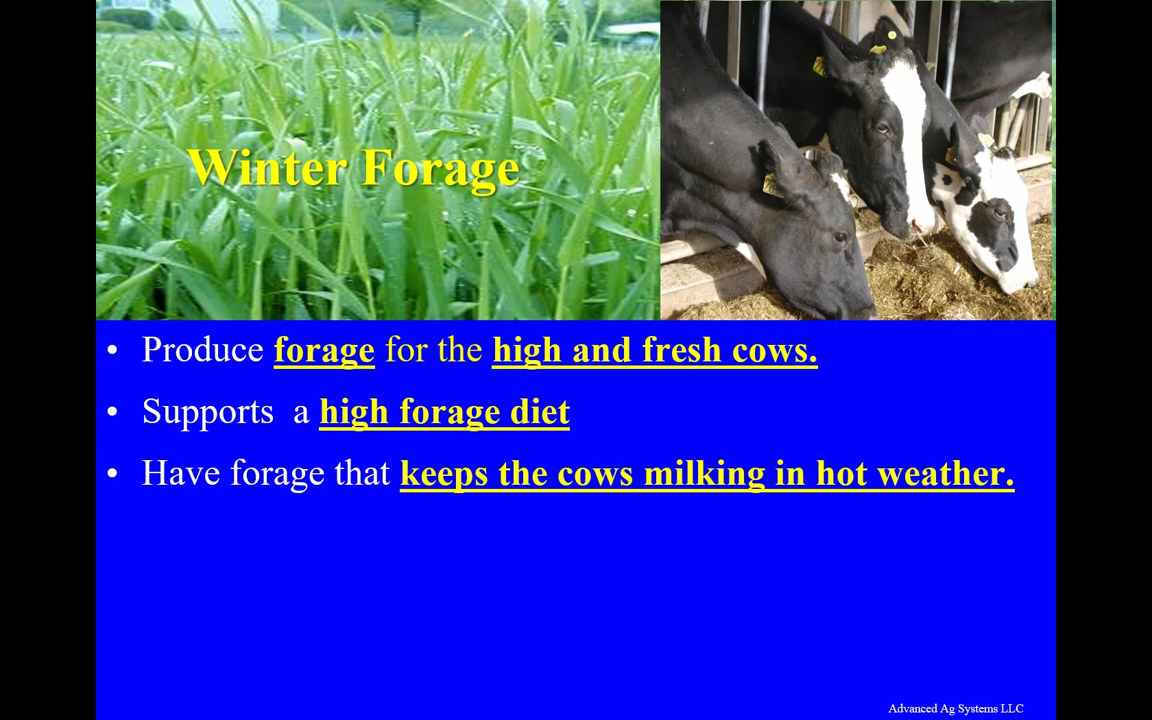 Winter Forage
• Produce forage for the high and fresh cows.
• Supports  a high forage diet
• Have forage that keeps the cows milking in hot weather.
Advanced Ag Systems LLC